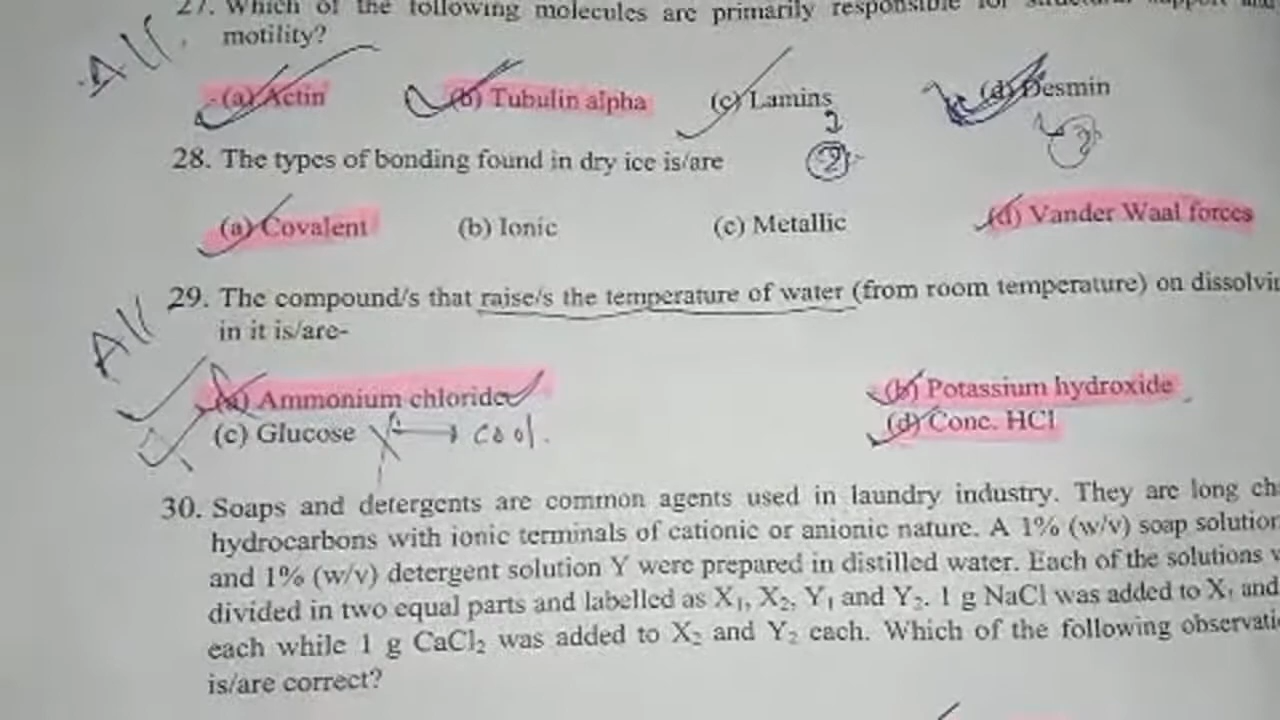 27. Which of the following molecules are primarily responsible for structural support and
motility?
All
(a) Actin (b) Tubulin alpha (c) Lamins (d) Desmin
28. The types of bonding found in dry ice is/are
(a) Covalent (b) Ionic (c) Metallic (d) Vander Waal forces
All
29. The compound/s that raise/s the temperature of water (from room temperature) on
in it is/are-
(a) Ammonium chloride (b) Potassium hydroxide
(c) Glucose → cool. (d) Conc. HCl
30. Soaps and detergents are common agents used in laundry industry. They are long
hydrocarbons with ionic terminals of cationic or anionic nature. A 1% (w/v) soap
and 1% (w/v) detergent solution Y were prepared in distilled water. Each of the solutions
divided in two equal parts and labelled as X₁, X₂, Y₁ and Y₂. 1 g NaCl was added to X₁ and
each while 1 g CaCl₂ was added to X₂ and Y₂ each. Which of the following
is/are correct?